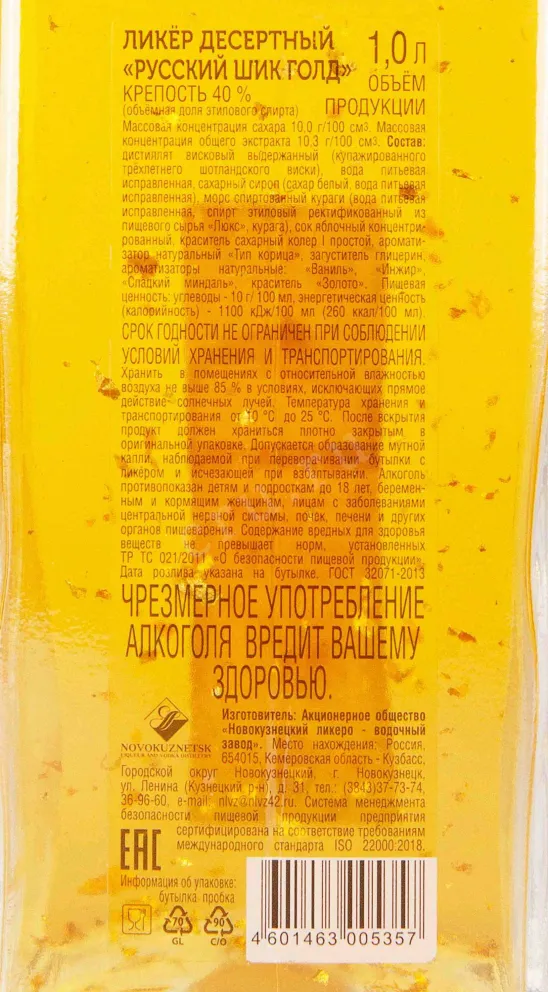 ЛИКЁР ДЕСЕРТНЫЙ
«РУССКИЙ ШИК ГОЛД»
КРЕПОСТЬ 40 %
(объёмная доля этилового спирта)
1,0 л
ОБЪЁМ
ПРОДУКЦИИ
Массовая концентрация сахара 10,0 г/100 см³. Массовая
концентрация общего экстракта 10,3 г/100 см³. Состав:
дистиллят висковый выдержанный (купажированного
трёхлетнего шотландского виски), вода питьевая
исправленная, сахарный сироп (сахар белый, вода питьевая
исправленная), морс спиртованный кураги (вода питьевая
исправленная, спирт этиловый ректификованный из
пищевого сырья «Люкс», курага), сок яблочный концентри-
рованный, краситель сахарный колер I простой, аромати-
затор натуральный «Тип корица», загуститель глицерин,
ароматизаторы натуральные: «Ваниль», «Инжир»,
«Сладкий миндаль», краситель «Золото». Пищевая
ценность: углеводы - 10 г/ 100 мл, энергетическая ценность
(калорийность) - 1100 кДж/100 мл (260 ккал/100 мл).
СРОК ГОДНОСТИ НЕ ОГРАНИЧЕН ПРИ СОБЛЮДЕНИИ
УСЛОВИЙ ХРАНЕНИЯ И ТРАНСПОРТИРОВАНИЯ.
Хранить в помещениях с относительной влажностью
воздуха не выше 85 % в условиях, исключающих прямое
действие солнечных лучей. Температура хранения и
транспортирования от 10 °С до 25 °С. После вскрытия
продукт должен храниться плотно закрытым в
оригинальной упаковке. Допускается образование мутной
капли, наблюдаемой при переворачивании бутылки с
ликёром и исчезающей при взбалтывании. Алкоголь
противопоказан детям и подросткам до 18 лет, беремен-
ным и кормящим женщинам, лицам с заболеваниями
центральной нервной системы, почек, печени и других
органов пищеварения. Содержание вредных для здоровья
веществ не превышает норм, установленных
ТР ТС 021/2011 «О безопасности пищевой продукции».
Дата розлива указана на бутылке. ГОСТ 32071-2013
ЧРЕЗМЕРНОЕ УПОТРЕБЛЕНИЕ
АЛКОГОЛЯ ВРЕДИТ ВАШЕМУ
ЗДОРОВЬЮ.
NOVOKUZNETSK
LIQUEUR AND VODKA DISTILLERY
Изготовитель: Акционерное общество
«Новокузнецкий ликеро - водочный
завод». Место нахождения: Россия,
654015, Кемеровская область - Кузбасс,
Городской округ Новокузнецкий, г. Новокузнецк,
ул. Ленина (Кузнецкий р-н), д. 31, тел.: (3843)37-73-74,
36-96-60, e-mail: nlvz@nlvz42.ru. Система менеджмента
безопасности пищевой продукции предприятия
сертифицирована на соответствие требованиям
международного стандарта ISO 22000:2018.
EAC
Информация об упаковке:
бутылка пробка
70
GL
90
C/O
4 601463 005357